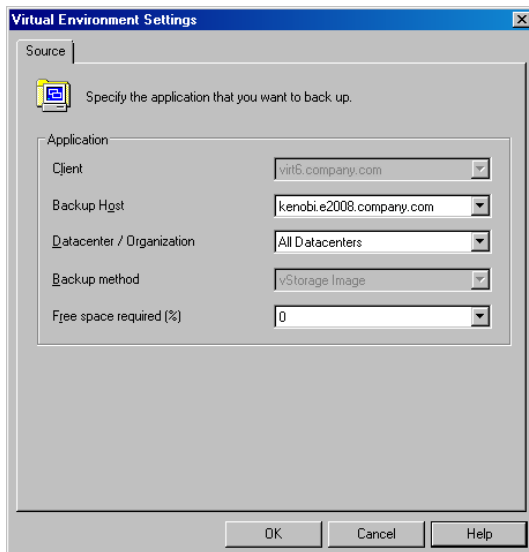 Virtual Environment Settings
Source
Specify the application that you want to back up.
Application
Client virt6.company.com
Backup Host kenobi.e2008.company.com
Datacenter / Organization All Datacenters
Backup method vStorage Image
Free space required (%) 0
OK Cancel Help